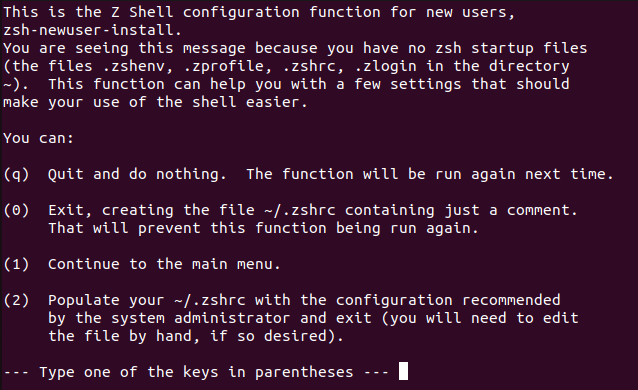 This is the Z Shell configuration function for new users,
zsh-newuser-install.
You are seeing this message because you have no zsh startup files
(the files .zshenv, .zprofile, .zshrc, .zlogin in the directory
~).  This function can help you with a few settings that should
make your use of the shell easier.

You can:

(q)  Quit and do nothing.  The function will be run again next time.

(0)  Exit, creating the file ~/.zshrc containing just a comment.
     That will prevent this function being run again.

(1)  Continue to the main menu.

(2)  Populate your ~/.zshrc with the configuration recommended
     by the system administrator and exit (you will need to edit
     the file by hand, if so desired).

--- Type one of the keys in parentheses ---